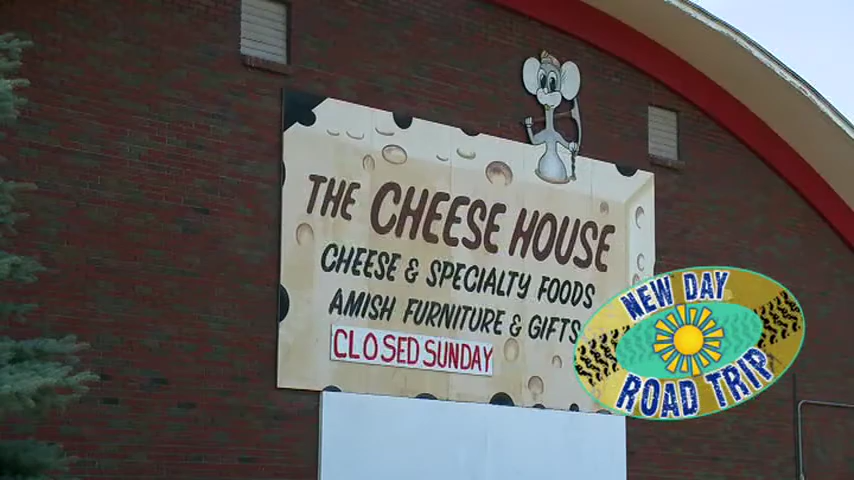 THE CHEESE HOUSE
CHEESE & SPECIALTY FOODS
AMISH FURNITURE & GIFTS
CLOSED SUNDAY
NEW DAY
ROAD TRIP